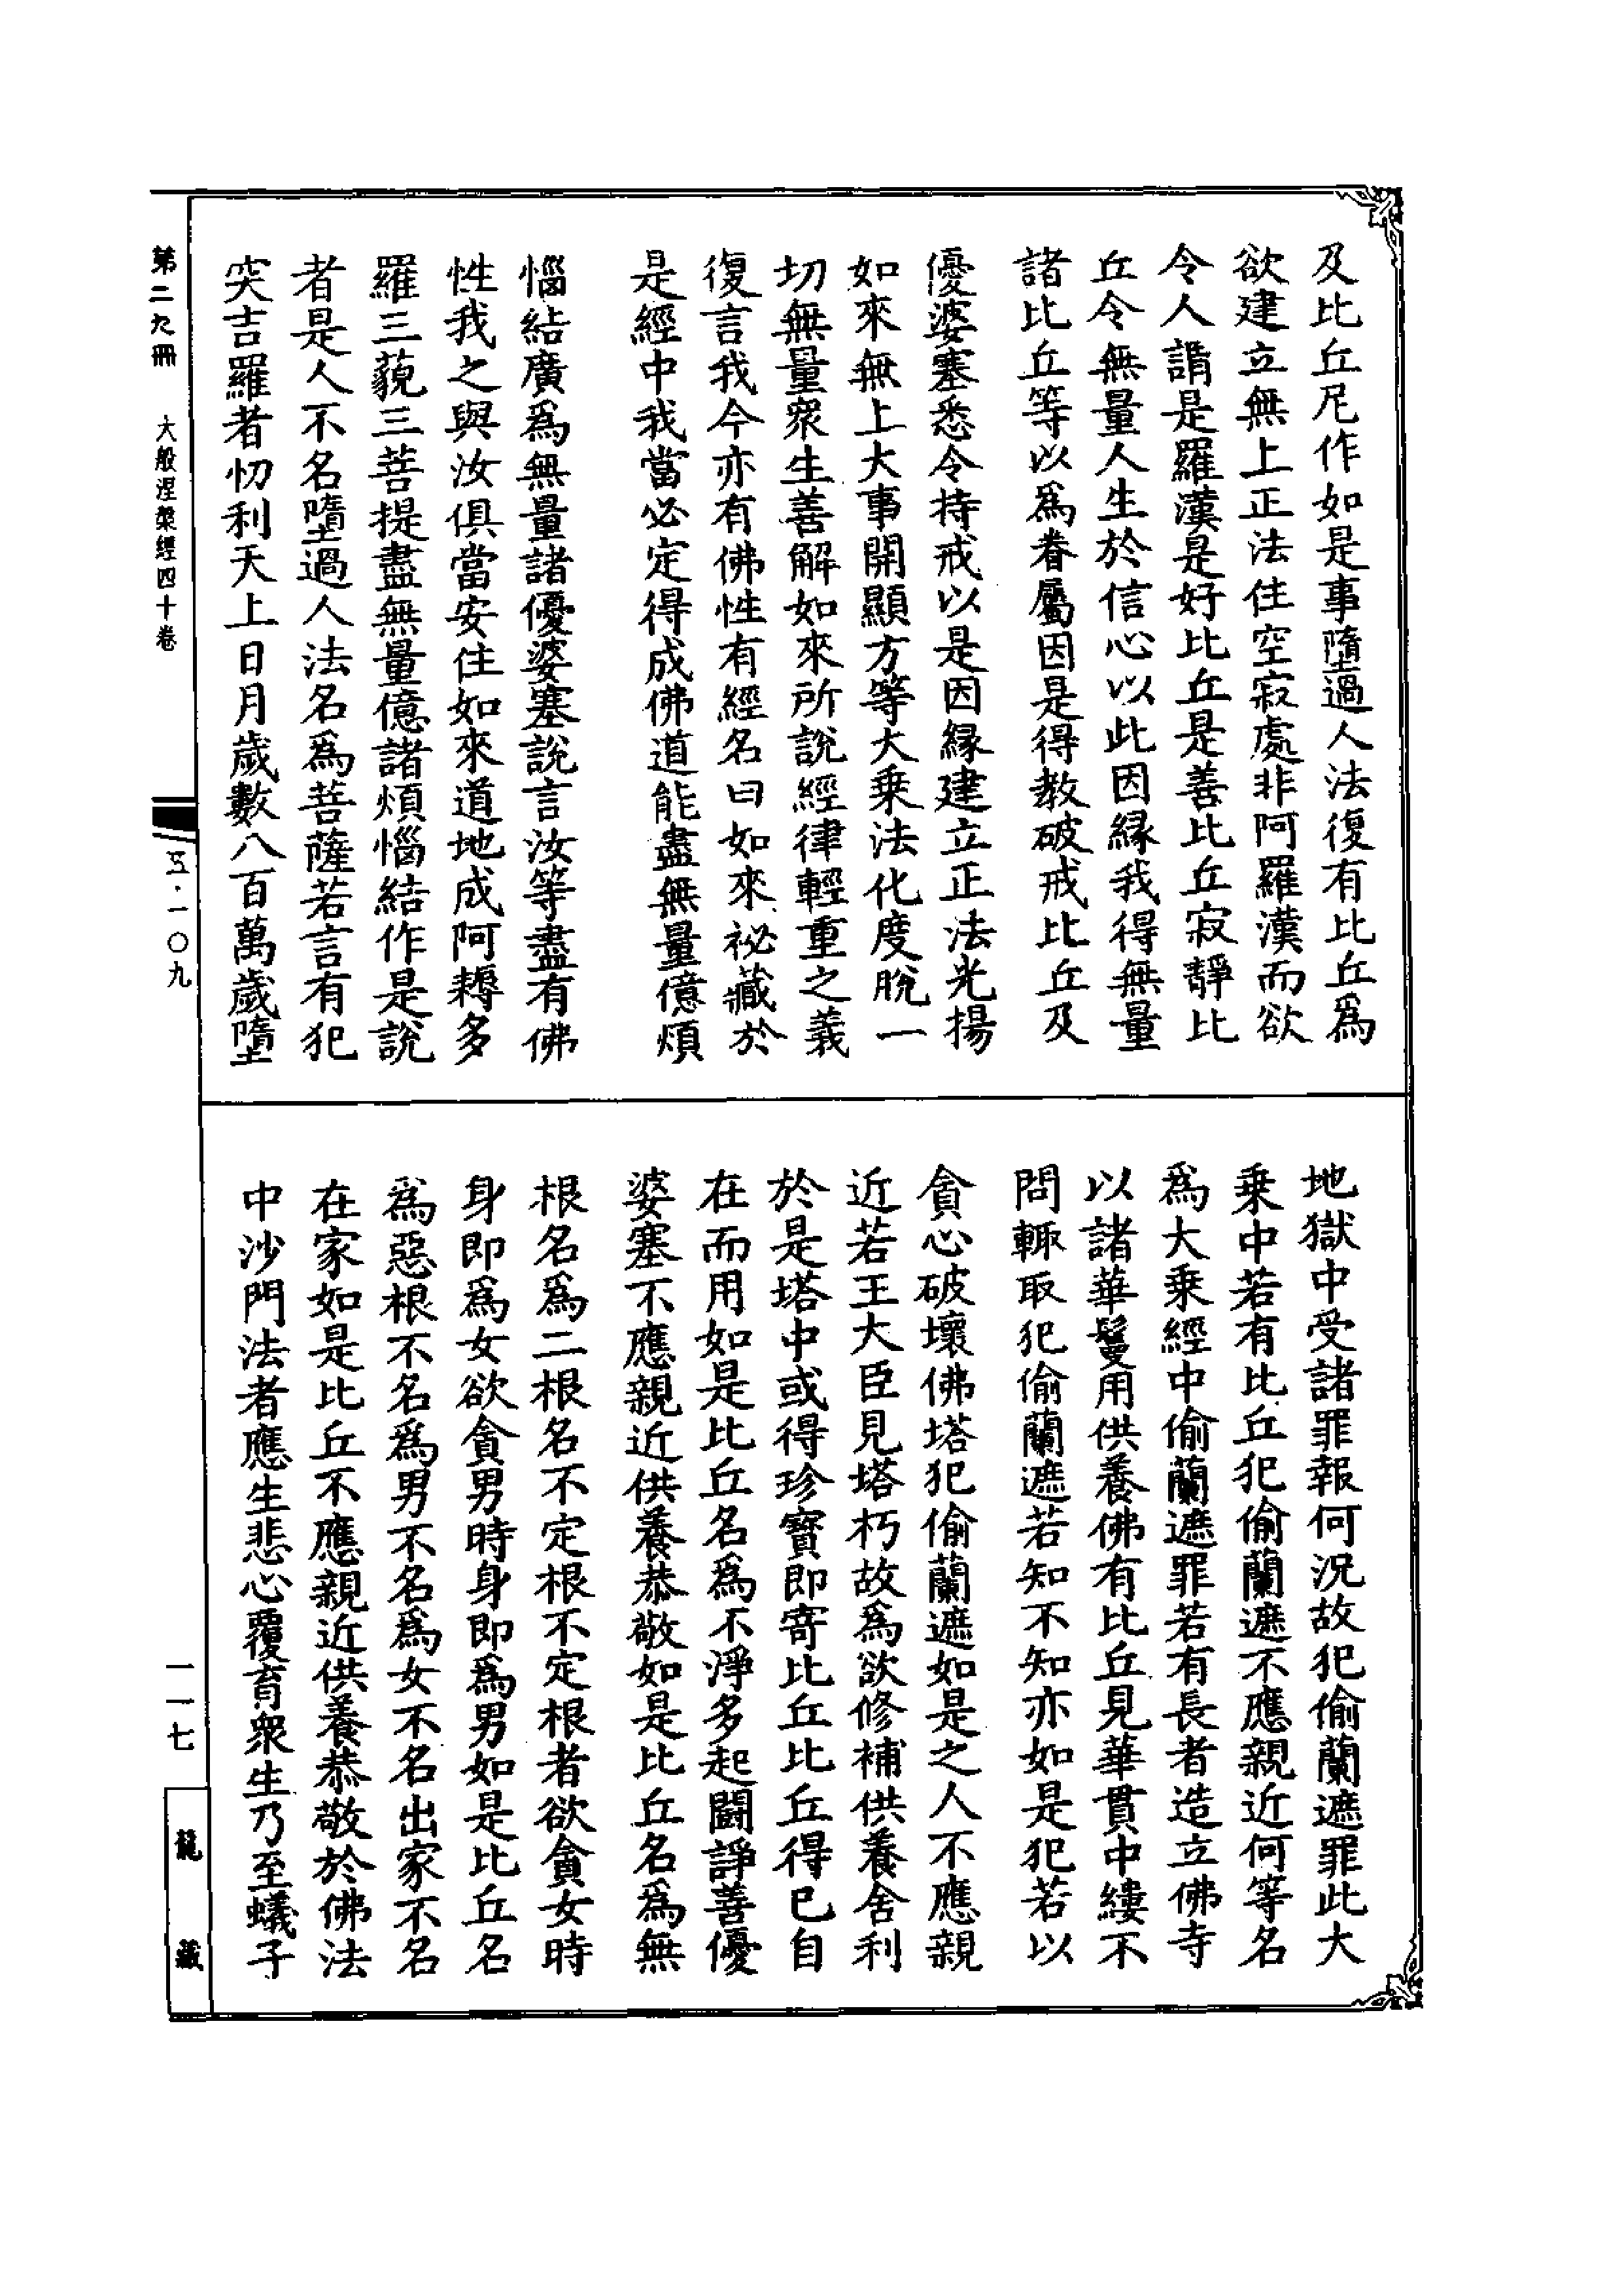 及比丘尼作如是事墮過人法復有比丘爲
欲建立無上正法住空寂處非阿羅漢而欲
令人謂是羅漢是好比丘是善比丘寂靜比
丘令無量人生於信心以此因緣我得無量
諸比丘等以爲眷屬因是得教破戒比丘及
優婆塞悉令持戒以是因緣建立正法光揚
如來無上大事開顯方等大乗法化度脫一
切無量衆生善解如來所說經律輕重之義
復言我今亦有佛性有經名曰如來祕藏於
是經中我當必定得成佛道能盡無量億煩
惱結廣爲無量諸優婆塞說言汝等盡有佛
性我之與汝俱當安住如來道地成阿耨多
羅三藐三菩提盡無量億諸煩惱結作是說
者是人不名墮過人法名爲菩薩若言有犯
突吉羅者忉利天上日月歲數八百萬歲墮
地獄中受諸罪報何況故犯偷蘭遮罪此大
乗中若有比丘犯偷蘭遮不應親近何等名
爲大乗經中偷蘭遮罪若有長者造立佛寺
以諸華鬘用供養佛有比丘見華貫中縷不
問輙取犯偷蘭遮若知不知亦如是犯若以
貪心破壞佛塔犯偷蘭遮如是之人不應親
近若王大臣見塔朽故爲欲修補供養舍利
於是塔中或得珍寳即寄比丘比丘得已自
在而用如是比丘名爲不淨多起鬪諍善優
婆塞不應親近供養恭敬如是比丘名爲無
根名爲二根名不定根不定根者欲貪女時
身即爲女欲貪男時身即爲男如是比丘名
爲惡根不名爲男不名爲女不名出家不名
在家如是比丘不應親近供養恭敬於佛法
中沙門法者應生悲心覆育衆生乃至蟻子
第二九冊 大般涅槃經四十卷
五·一〇九
一一七
龍藏